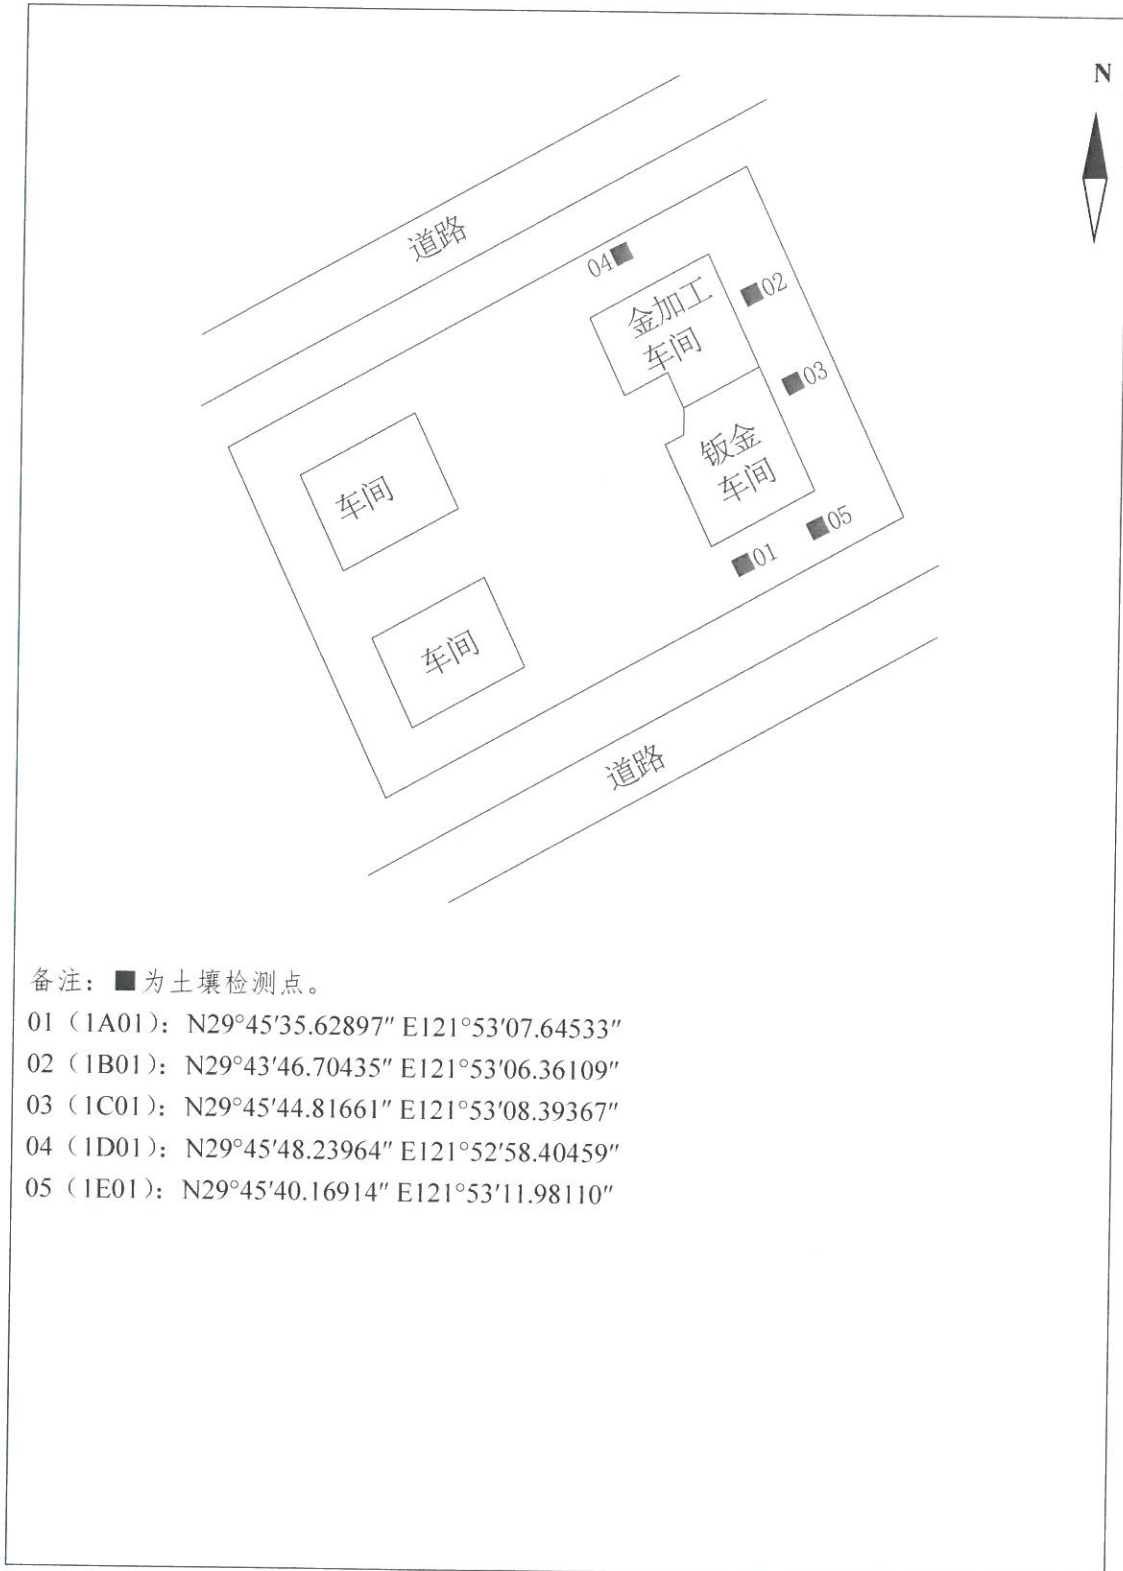 N
道路
04■
■02
金加工
车间
■03
钣金
车间
车间
■05
■01
车间
道路
备注：■为土壤检测点。
01（1A01）：N29°45′35.62897″ E121°53′07.64533″
02（1B01）：N29°43′46.70435″ E121°53′06.36109″
03（1C01）：N29°45′44.81661″ E121°53′08.39367″
04（1D01）：N29°45′48.23964″ E121°52′58.40459″
05（1E01）：N29°45′40.16914″ E121°53′11.98110″